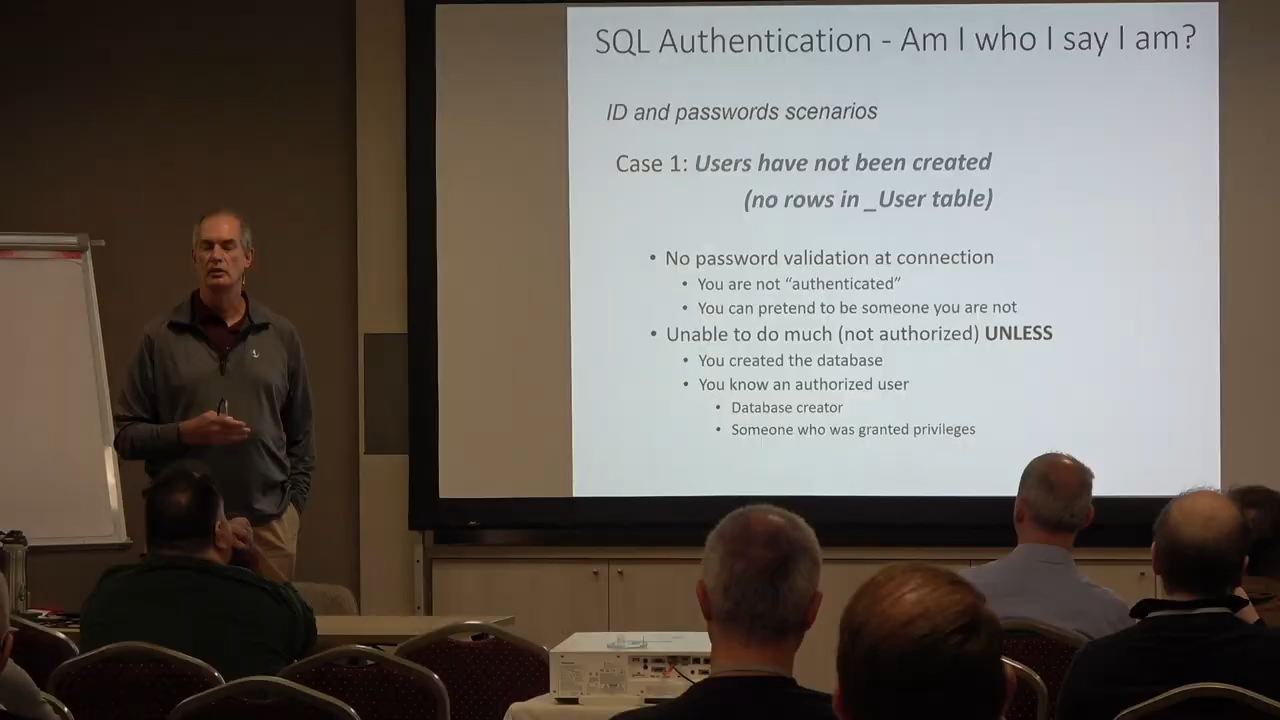 SQL Authentication - Am I who I say I am?
ID and passwords scenarios
Case 1: Users have not been created
(no rows in _User table)
• No password validation at connection
• You are not “authenticated”
• You can pretend to be someone you are not
• Unable to do much (not authorized) UNLESS
• You created the database
• You know an authorized user
• Database creator
• Someone who was granted privileges